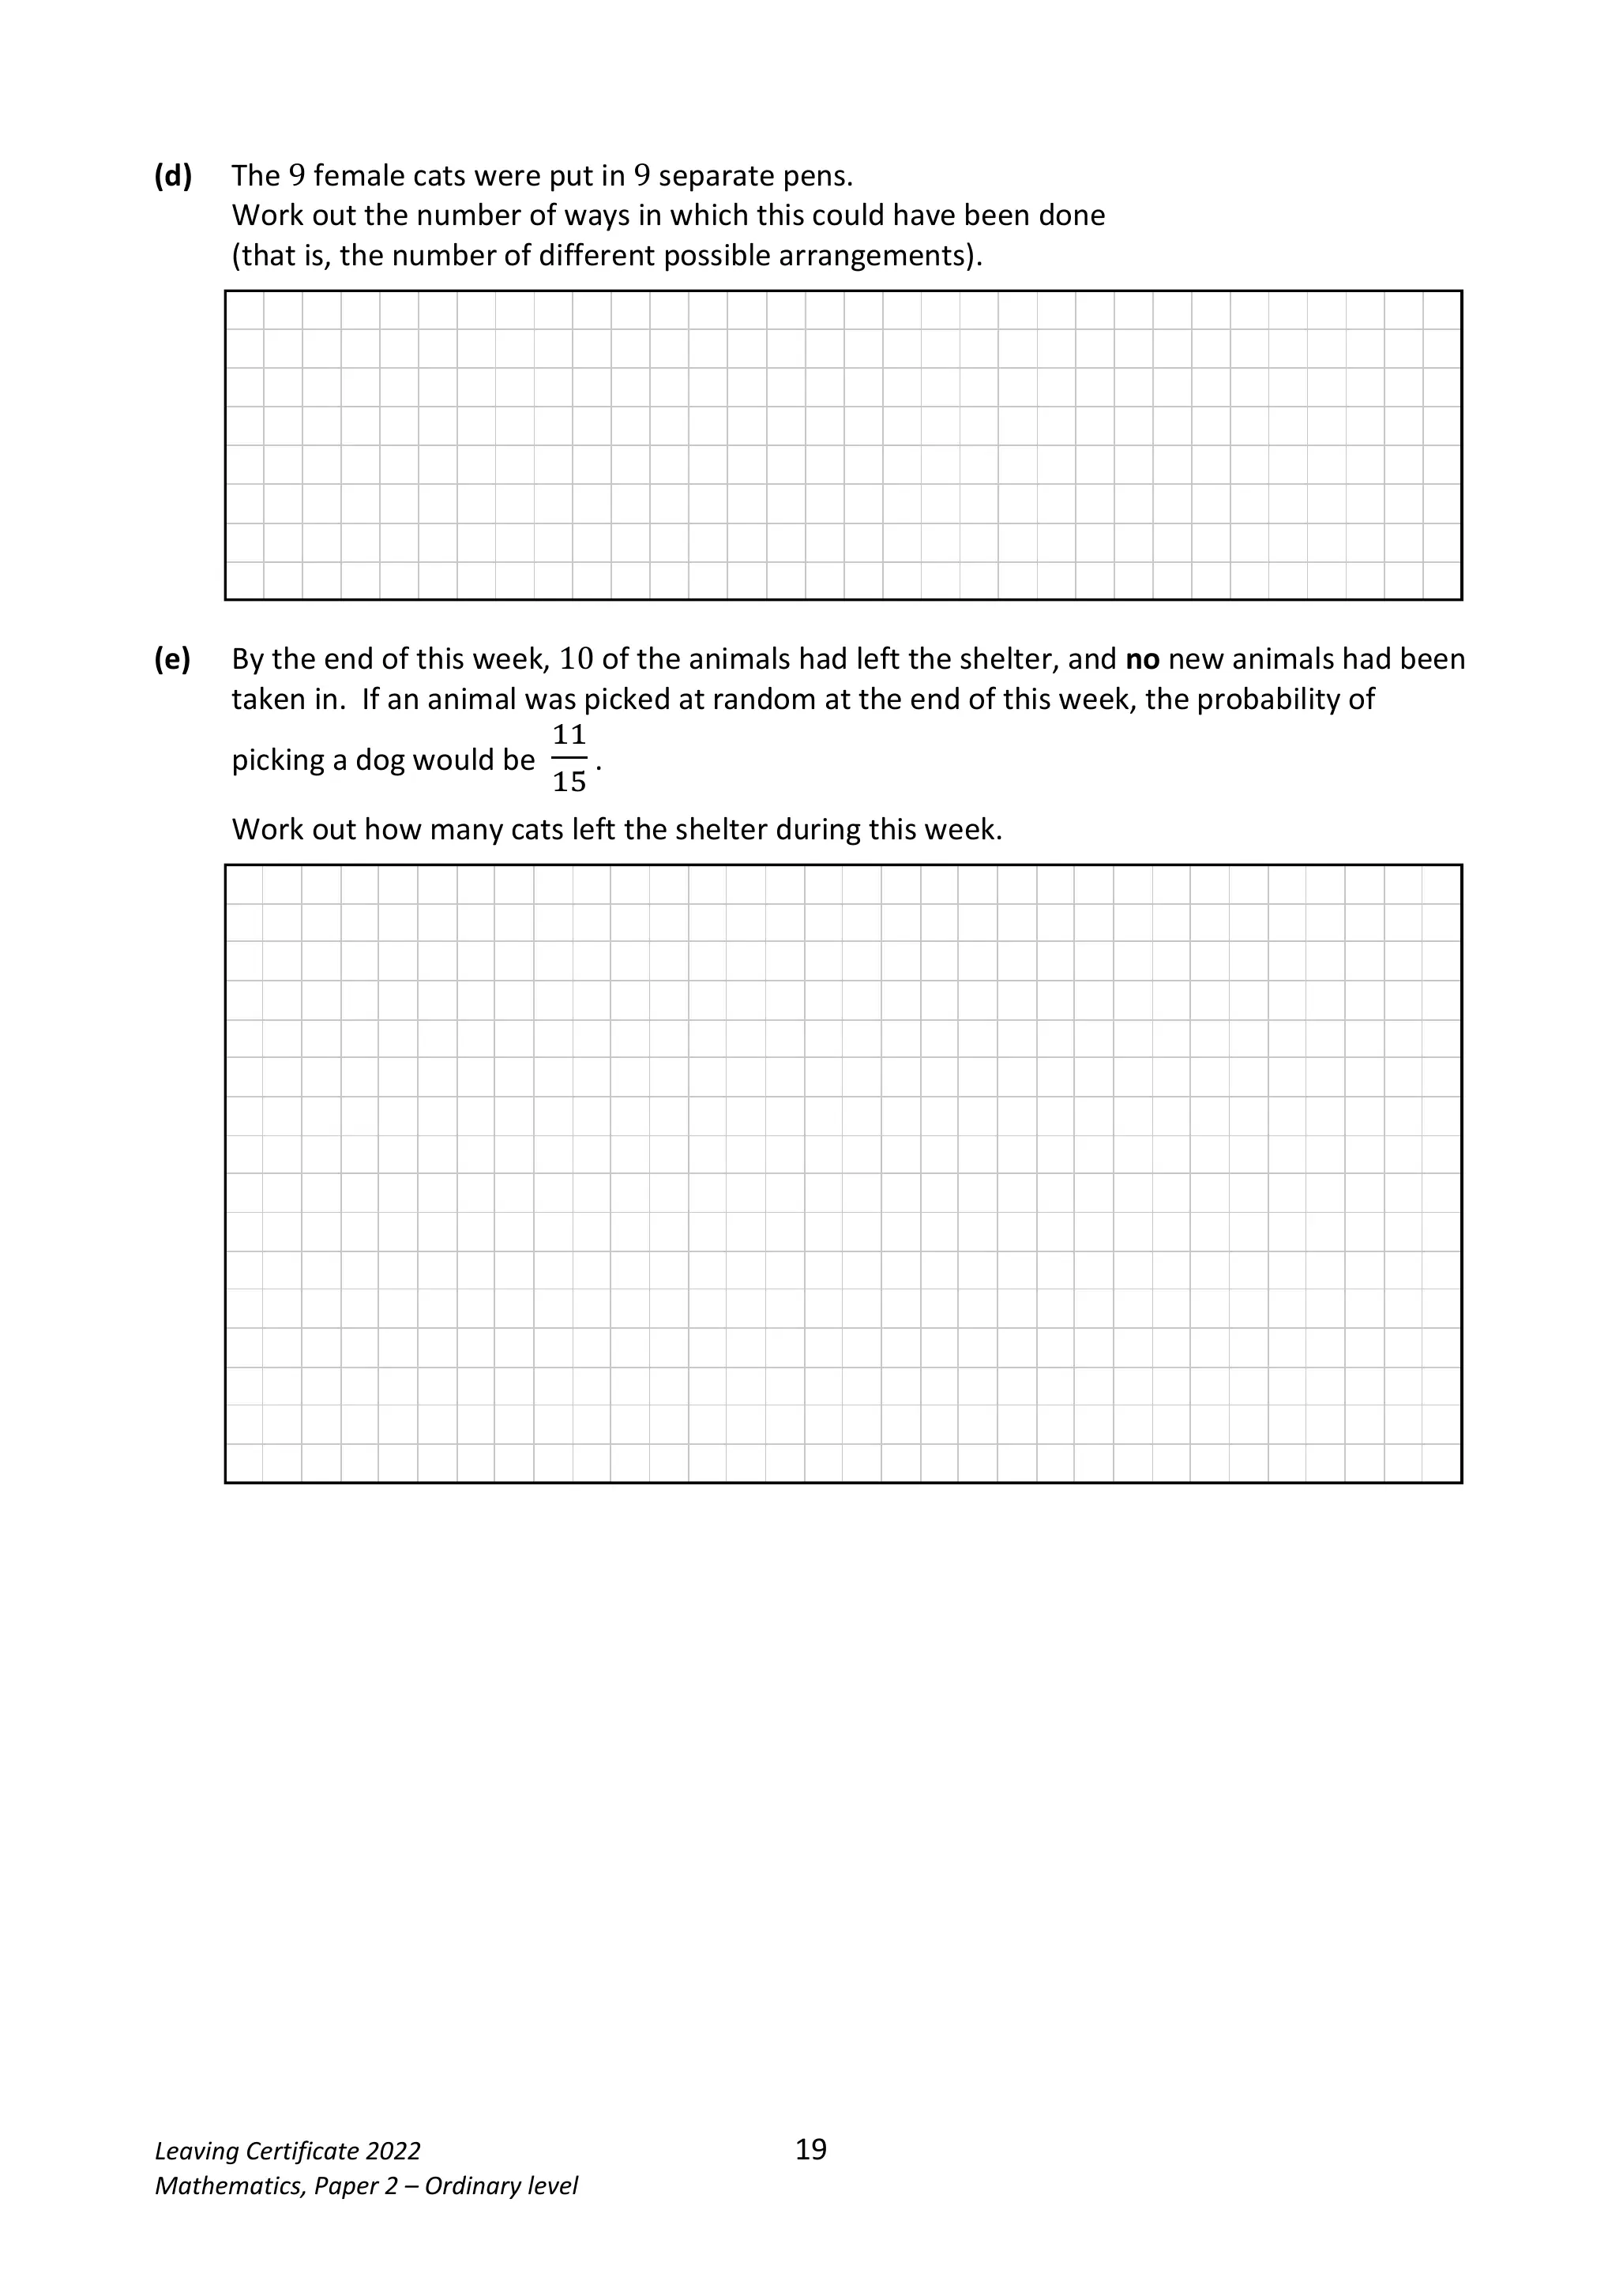 (d) The 9 female cats were put in 9 separate pens.
Work out the number of ways in which this could have been done
(that is, the number of different possible arrangements).
(e) By the end of this week, 10 of the animals had left the shelter, and no new animals had been
taken in. If an animal was picked at random at the end of this week, the probability of
picking a dog would be 11/15 .
Work out how many cats left the shelter during this week.
Leaving Certificate 2022 19
Mathematics, Paper 2 – Ordinary level